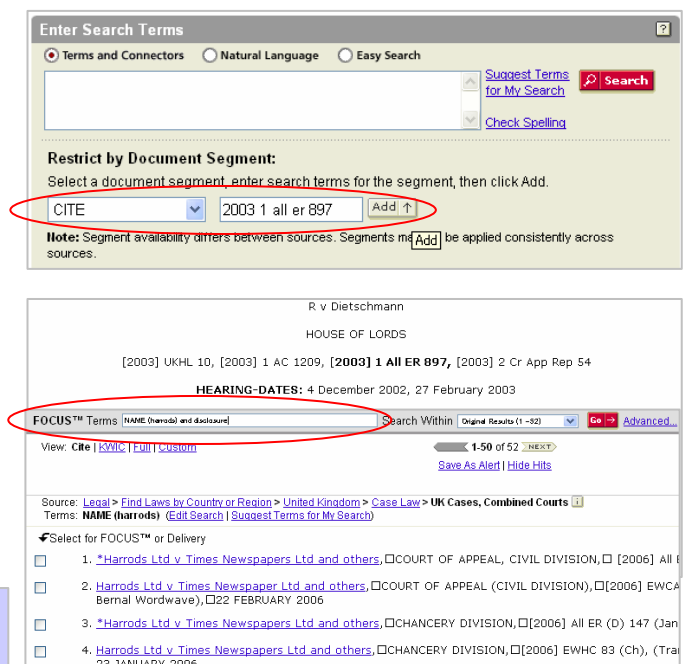 Enter Search Terms ?
Terms and Connectors Natural Language Easy Search
Suggest Terms for My Search
Search
Check Spelling
Restrict by Document Segment:
Select a document segment, enter search terms for the segment, then click Add.
CITE 2003 1 all er 897 Add ↑
Note: Segment availability differs between sources. Segments ma Add be applied consistently across
sources.
R v Dietschmann
HOUSE OF LORDS
[2003] UKHL 10, [2003] 1 AC 1209, [2003] 1 All ER 897, [2003] 2 Cr App Rep 54
HEARING-DATES: 4 December 2002, 27 February 2003
FOCUS™ Terms NAME (harrods) and disclosure Search Within Original Results (1 - 52) Go → Advanced...
View: Cite | KWIC | Full | Custom 1-50 of 52 NEXT
Save As Alert | Hide Hits
Source: Legal > Find Laws by Country or Region > United Kingdom > Case Law > UK Cases, Combined Courts i
Terms: NAME (harrods) (Edit Search | Suggest Terms for My Search)
Select for FOCUS™ or Delivery
1. *Harrods Ltd v Times Newspapers Ltd and others, □COURT OF APPEAL, CIVIL DIVISION,□ [2006] All
2. Harrods Ltd v Times Newspaper Ltd and others, □COURT OF APPEAL (CIVIL DIVISION),□[2006] EWCA
Bernal Wordwave),□22 FEBRUARY 2006
3. *Harrods Ltd v Times Newspapers Ltd and others, □CHANCERY DIVISION,□[2006] All ER (D) 147 (Jan
4. Harrods Ltd v Times Newspapers Ltd and others, □CHANCERY DIVISION,□[2006] EWHC 83 (Ch), (Tra
23 JANUARY 2006